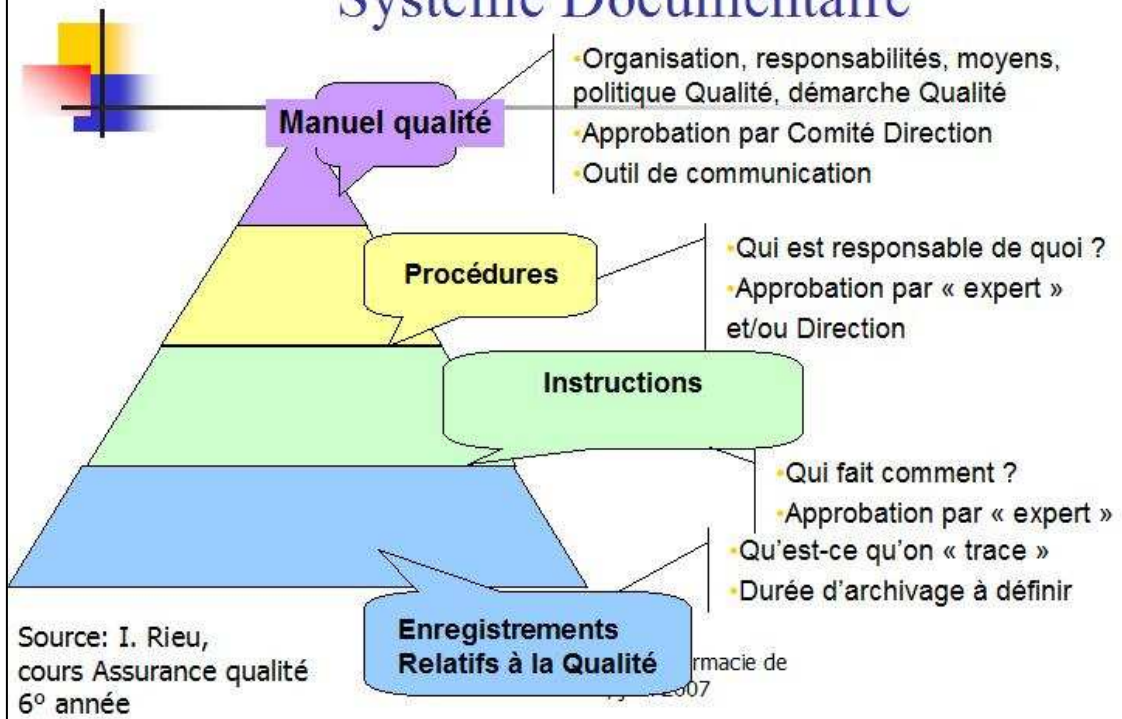 Système Documentaire
Manuel qualité
•Organisation, responsabilités, moyens,
politique Qualité, démarche Qualité
•Approbation par Comité Direction
•Outil de communication
Procédures
•Qui est responsable de quoi ?
•Approbation par « expert »
et/ou Direction
Instructions
•Qui fait comment ?
•Approbation par « expert »
•Qu'est-ce qu'on « trace »
•Durée d'archivage à définir
Enregistrements
Relatifs à la Qualité
Source: I. Rieu,
cours Assurance qualité
6º année
de